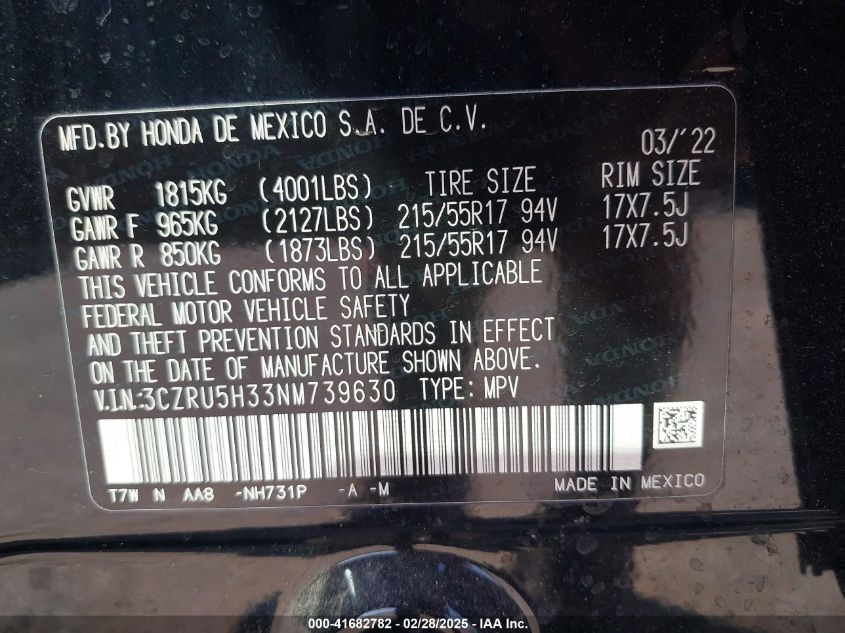 MFD.BY HONDA DE MEXICO S.A. DE C.V.
03/'22
GVWR 1815KG (4001LBS) TIRE SIZE RIM SIZE
GAWR F 965KG (2127LBS) 215/55R17 94V 17X7.5J
GAWR R 850KG (1873LBS) 215/55R17 94V 17X7.5J
THIS VEHICLE CONFORMS TO ALL APPLICABLE
FEDERAL MOTOR VEHICLE SAFETY
AND THEFT PREVENTION STANDARDS IN EFFECT
ON THE DATE OF MANUFACTURE SHOWN ABOVE.
V.I.N.:3CZRU5H33NM739630 TYPE: MPV
T7W N AA8 -NH731P -A -M MADE IN MEXICO
000-41682782 - 02/28/2025 - IAA Inc.